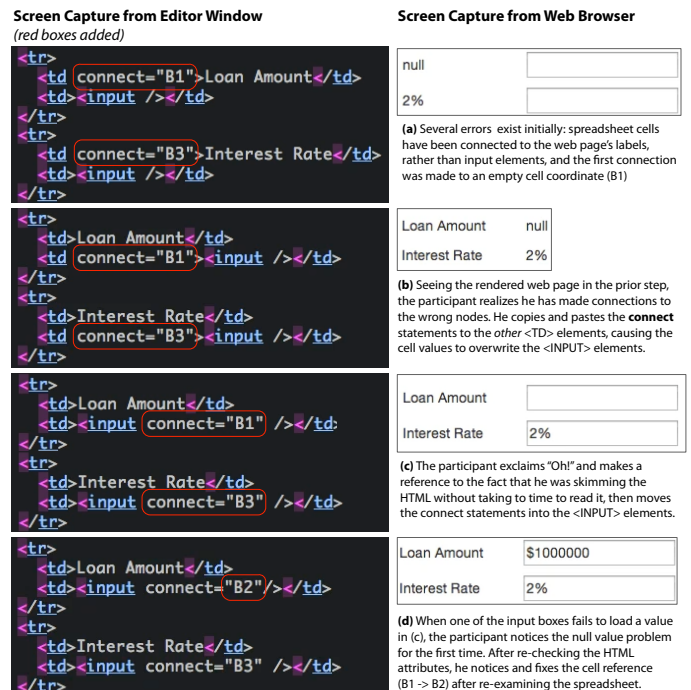 Screen Capture from Editor Window
(red boxes added)
Screen Capture from Web Browser
<tr>
<td connect="B1">Loan Amount</td>
<td><input /></td>
</tr>
<tr>
<td connect="B3">Interest Rate</td>
<td><input /></td>
</tr>
null
2%
(a) Several errors exist initially: spreadsheet cells
have been connected to the web page's labels,
rather than input elements, and the first connection
was made to an empty cell coordinate (B1)
<tr>
<td>Loan Amount</td>
<td connect="B1"><input /></td>
</tr>
<tr>
<td>Interest Rate</td>
<td connect="B3"><input /></td>
</tr>
Loan Amount null
Interest Rate 2%
(b) Seeing the rendered web page in the prior step,
the participant realizes he has made connections to
the wrong nodes. He copies and pastes the connect
statements to the other <TD> elements, causing the
cell values to overwrite the <INPUT> elements.
<tr>
<td>Loan Amount</td>
<td><input connect="B1" /></td>
</tr>
<tr>
<td>Interest Rate</td>
<td><input connect="B3" /></td>
</tr>
Loan Amount
Interest Rate 2%
(c) The participant exclaims "Oh!" and makes a
reference to the fact that he was skimming the
HTML without taking to time to read it, then moves
the connect statements into the <INPUT> elements.
<tr>
<td>Loan Amount</td>
<td><input connect="B2"/></td>
</tr>
<tr>
<td>Interest Rate</td>
<td><input connect="B3" /></td>
</tr>
Loan Amount $1000000
Interest Rate 2%
(d) When one of the input boxes fails to load a value
in (c), the participant notices the null value problem
for the first time. After re-checking the HTML
attributes, he notices and fixes the cell reference
(B1 -> B2) after re-examining the spreadsheet.